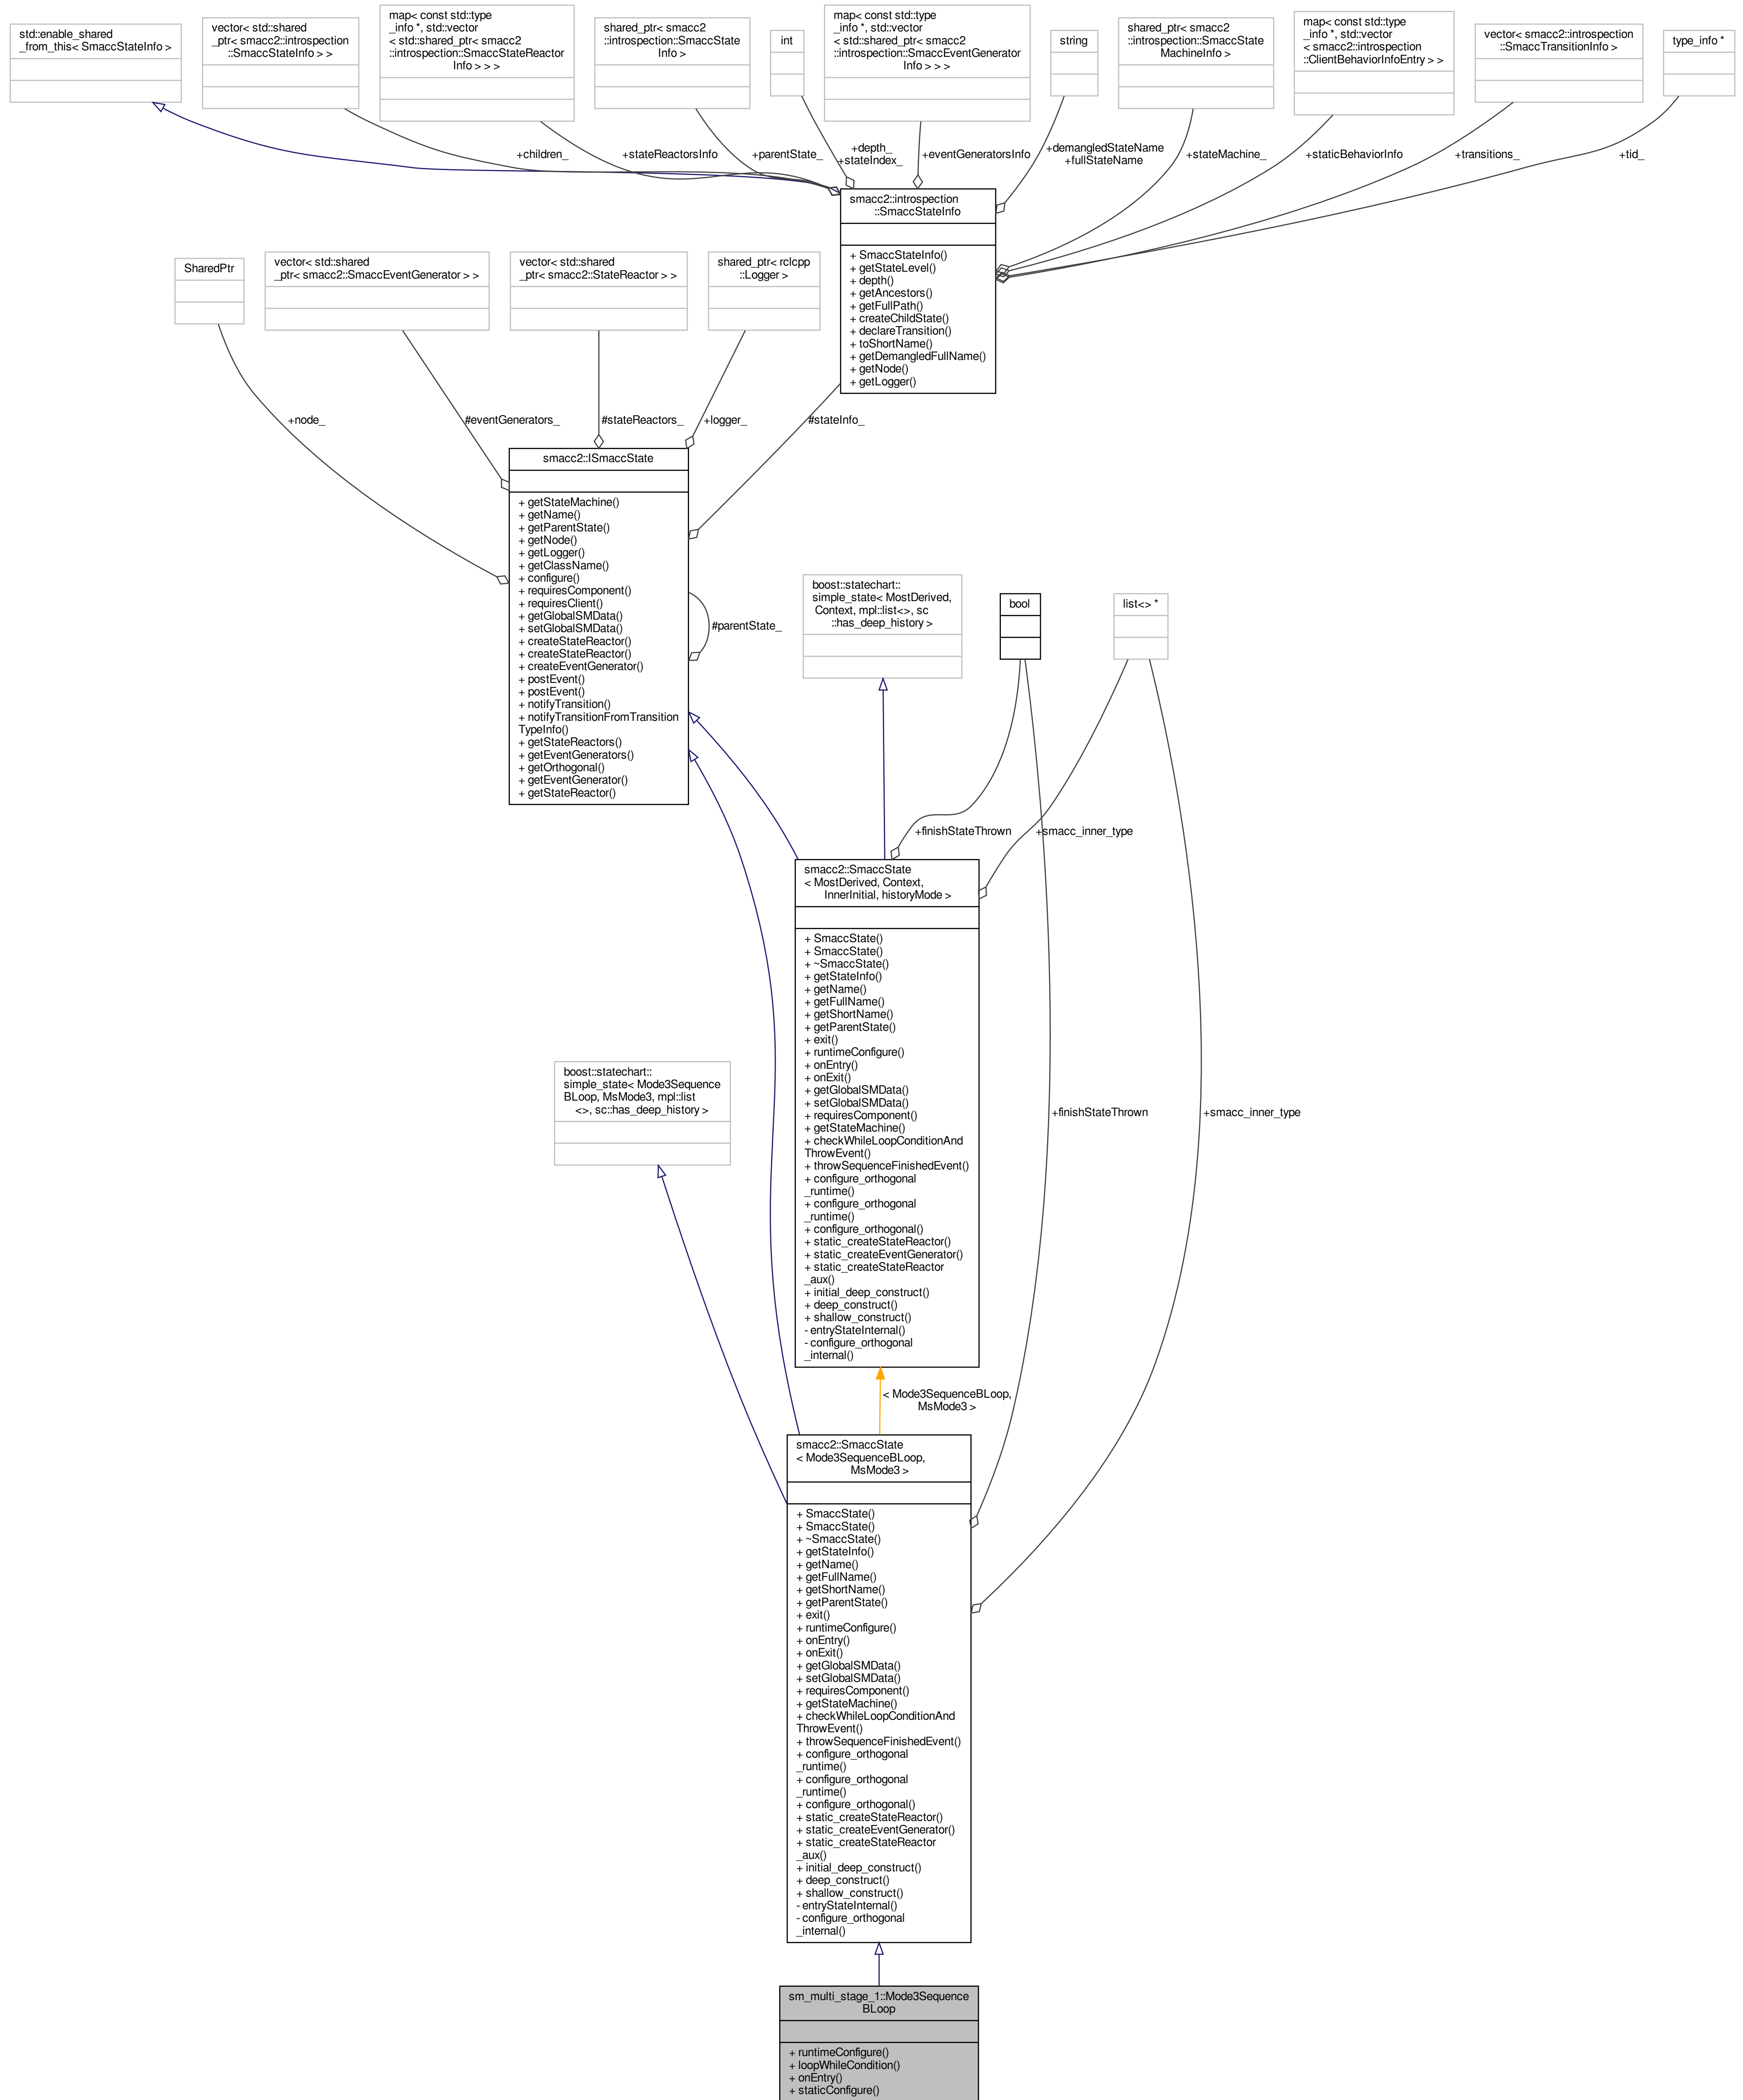 std::enable_shared
_from_this< SmaccStateInfo >
vector< std::shared
_ptr< smacc2::introspection
::SmaccStateInfo > >
map< const std::type
_info *, std::vector
< std::shared_ptr< smacc2
::introspection::SmaccStateReactor
Info > > >
shared_ptr< smacc2
::introspection::SmaccState
Info >
int
map< const std::type
_info *, std::vector
< std::shared_ptr< smacc2
::introspection::SmaccEventGenerator
Info > > >
string
shared_ptr< smacc2
::introspection::SmaccState
MachineInfo >
map< const std::type
_info *, std::vector
< smacc2::introspection
::ClientBehaviorInfoEntry > >
vector< smacc2::introspection
::SmaccTransitionInfo >
type_info *
+children_
+stateReactorsInfo
+parentState_
+depth_
+stateIndex_
+eventGeneratorsInfo
+demangledStateName
+fullStateName
+stateMachine_
+staticBehaviorInfo
+transitions_
+tid_
smacc2::introspection
::SmaccStateInfo
+ SmaccStateInfo()
+ getStateLevel()
+ depth()
+ getAncestors()
+ getFullPath()
+ createChildState()
+ declareTransition()
+ toShortName()
+ getDemangledFullName()
+ getNode()
+ getLogger()
SharedPtr
vector< std::shared
_ptr< smacc2::SmaccEventGenerator > >
vector< std::shared
_ptr< smacc2::StateReactor > >
shared_ptr< rclcpp
::Logger >
+node_
#eventGenerators_
#stateReactors_
+logger_
#stateInfo_
smacc2::ISmaccState
+ getStateMachine()
+ getName()
+ getParentState()
+ getNode()
+ getLogger()
+ getClassName()
+ configure()
+ requiresComponent()
+ requiresClient()
+ getGlobalSMData()
+ setGlobalSMData()
+ createStateReactor()
+ createStateReactor()
+ createEventGenerator()
+ postEvent()
+ postEvent()
+ notifyTransition()
+ notifyTransitionFromTransition
TypeInfo()
+ getStateReactors()
+ getEventGenerators()
+ getOrthogonal()
+ getEventGenerator()
+ getStateReactor()
#parentState_
boost::statechart::
simple_state< MostDerived,
Context, mpl::list<>, sc
::has_deep_history >
bool
list<> *
+finishStateThrown
+smacc_inner_type
smacc2::SmaccState
< MostDerived, Context,
InnerInitial, historyMode >
+ SmaccState()
+ SmaccState()
+ ~SmaccState()
+ getStateInfo()
+ getName()
+ getFullName()
+ getShortName()
+ getParentState()
+ exit()
+ runtimeConfigure()
+ onEntry()
+ onExit()
+ getGlobalSMData()
+ setGlobalSMData()
+ requiresComponent()
+ getStateMachine()
+ checkWhileLoopConditionAnd
ThrowEvent()
+ throwSequenceFinishedEvent()
+ configure_orthogonal
_runtime()
+ configure_orthogonal
_runtime()
+ configure_orthogonal()
+ static_createStateReactor()
+ static_createEventGenerator()
+ static_createStateReactor
_aux()
+ initial_deep_construct()
+ deep_construct()
+ shallow_construct()
- entryStateInternal()
- configure_orthogonal
_internal()
boost::statechart::
simple_state< Mode3Sequence
BLoop, MsMode3, mpl::list
<>, sc::has_deep_history >
+finishStateThrown
+smacc_inner_type
< Mode3SequenceBLoop,
MsMode3 >
smacc2::SmaccState
< Mode3SequenceBLoop,
MsMode3 >
+ SmaccState()
+ SmaccState()
+ ~SmaccState()
+ getStateInfo()
+ getName()
+ getFullName()
+ getShortName()
+ getParentState()
+ exit()
+ runtimeConfigure()
+ onEntry()
+ onExit()
+ getGlobalSMData()
+ setGlobalSMData()
+ requiresComponent()
+ getStateMachine()
+ checkWhileLoopConditionAnd
ThrowEvent()
+ throwSequenceFinishedEvent()
+ configure_orthogonal
_runtime()
+ configure_orthogonal
_runtime()
+ configure_orthogonal()
+ static_createStateReactor()
+ static_createEventGenerator()
+ static_createStateReactor
_aux()
+ initial_deep_construct()
+ deep_construct()
+ shallow_construct()
- entryStateInternal()
- configure_orthogonal
_internal()
sm_multi_stage_1::Mode3Sequence
BLoop
+ runtimeConfigure()
+ loopWhileCondition()
+ onEntry()
+ staticConfigure()